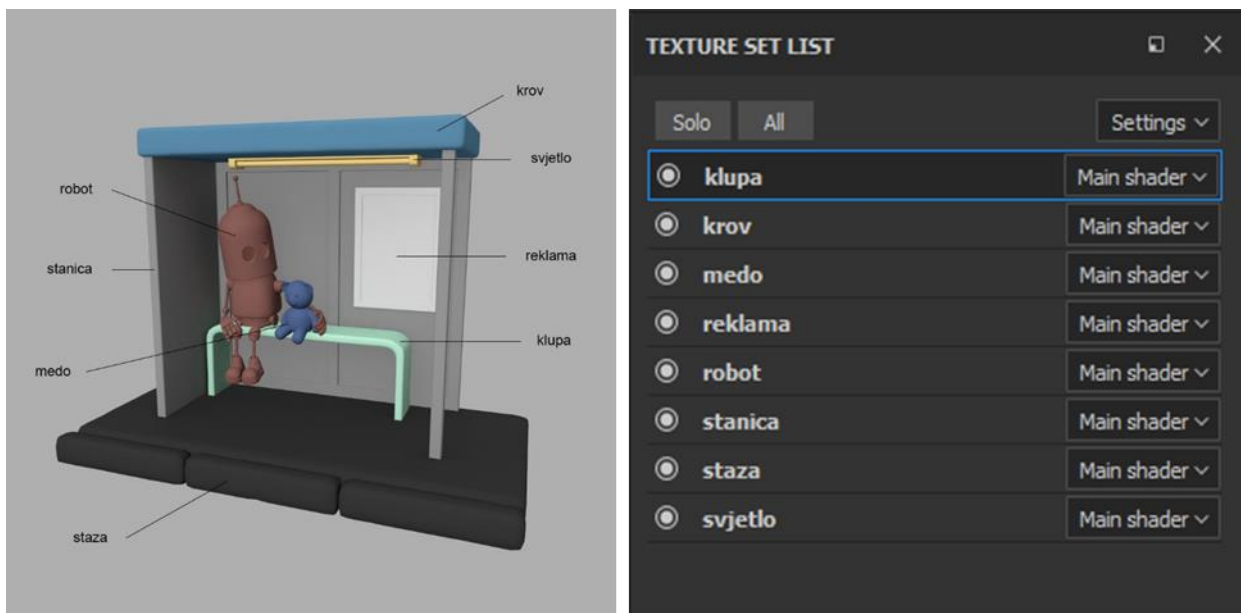 krov
svjetlo
robot
stanica
reklama
klupa
medo
staza
TEXTURE SET LIST
Solo All Settings
klupa Main shader
krov Main shader
medo Main shader
reklama Main shader
robot Main shader
stanica Main shader
staza Main shader
svjetlo Main shader